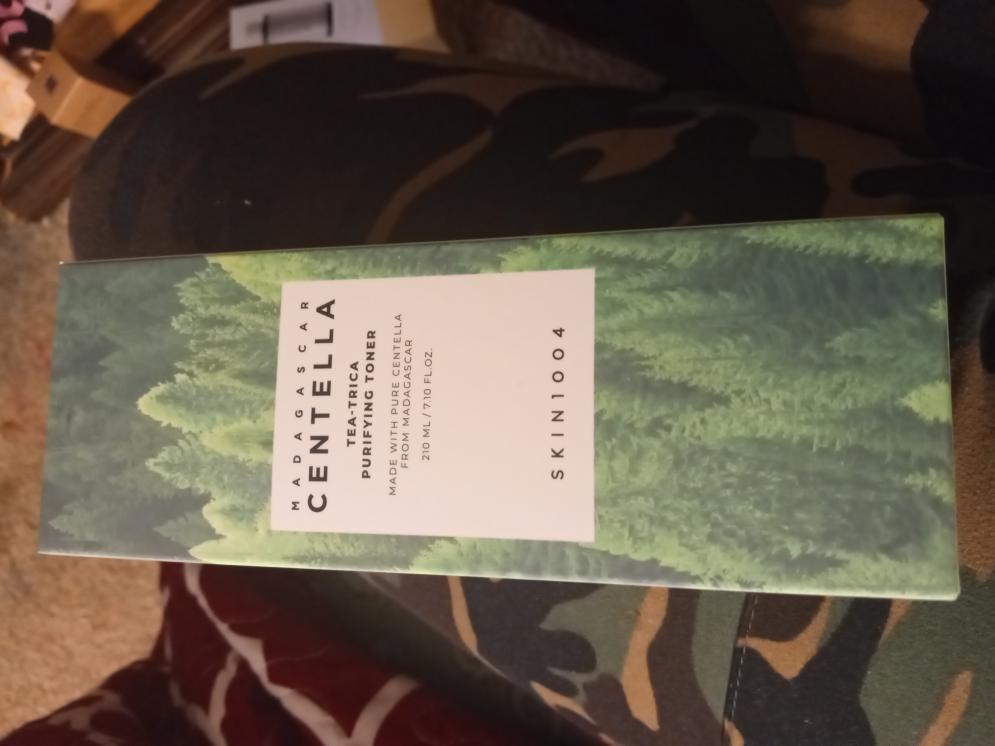 MADAGASCAR
CENTELLA
TEA-TRICA
PURIFYING TONER
MADE WITH PURE CENTELLA
FROM MADAGASCAR
210 ML / 7.10 FL.OZ.
SKIN1004